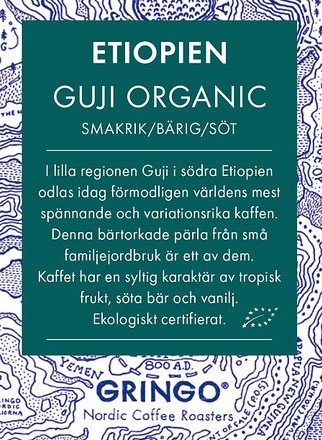 ETIOPIEN
GUJI ORGANIC
SMAKRIK/BÄRIG/SÖT
I lilla regionen Guji i södra Etiopien
odlas idag förmodligen världens mest
spännande och variationsrika kaffen.
Denna bärtorkade pärla från små
familjejordbruk är ett av dem.
Kaffet har en syltig karaktär av tropisk
frukt, söta bär och vanilj.
Ekologiskt certifierat.
YEMEN
800 A.D.
GRINGO®
Nordic Coffee Roasters